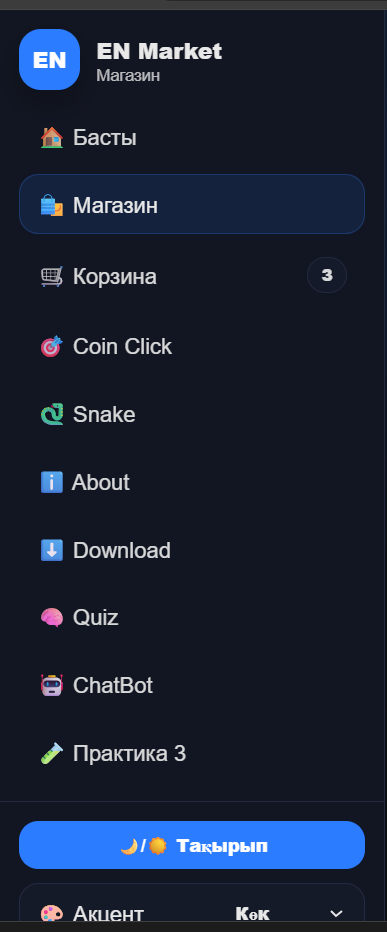 EN
EN Market
Магазин
Басты
Магазин
Корзина 3
Coin Click
Snake
About
Download
Quiz
ChatBot
Практика 3
/ Тақырып
Акцент Көк